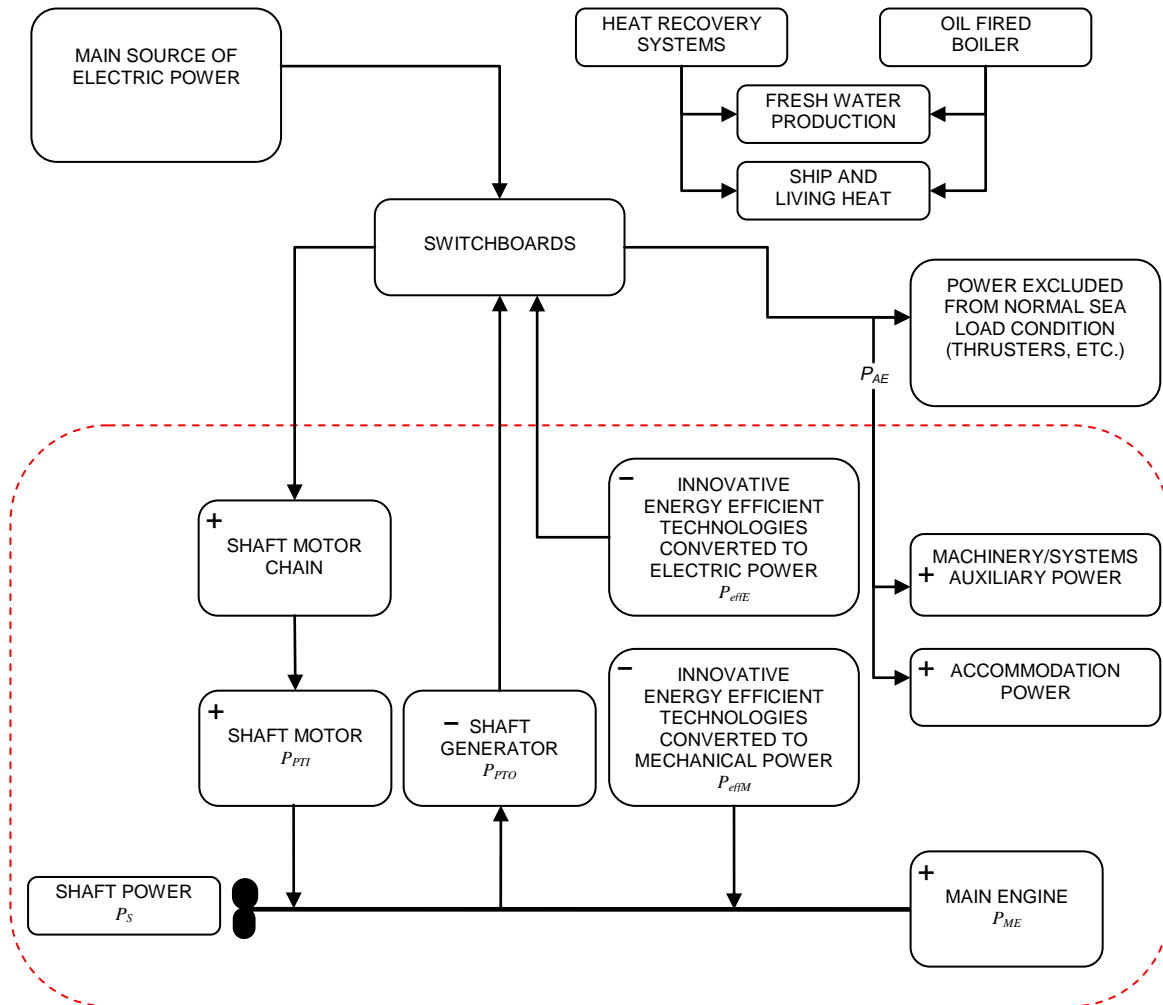 MAIN SOURCE OF
ELECTRIC POWER
HEAT RECOVERY
SYSTEMS
OIL FIRED
BOILER
FRESH WATER
PRODUCTION
SHIP AND
LIVING HEAT
SWITCHBOARDS
POWER EXCLUDED
FROM NORMAL SEA
LOAD CONDITION
(THRUSTERS, ETC.)
P_AE
+
SHAFT MOTOR
CHAIN
−
INNOVATIVE
ENERGY EFFICIENT
TECHNOLOGIES
CONVERTED TO
ELECTRIC POWER
P_effE
+
MACHINERY/SYSTEMS
AUXILIARY POWER
+
SHAFT MOTOR
P_PTI
−
SHAFT
GENERATOR
P_PTO
−
INNOVATIVE
ENERGY EFFICIENT
TECHNOLOGIES
CONVERTED TO
MECHANICAL POWER
P_effM
+
ACCOMMODATION
POWER
SHAFT POWER
P_S
+
MAIN ENGINE
P_ME